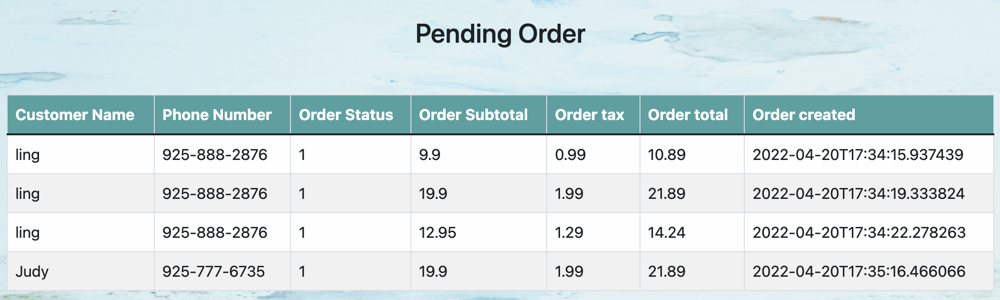 Pending Order
Customer Name Phone Number Order Status Order Subtotal Order tax Order total Order created
ling 925-888-2876 1 9.9 0.99 10.89 2022-04-20T17:34:15.937439
ling 925-888-2876 1 19.9 1.99 21.89 2022-04-20T17:34:19.333824
ling 925-888-2876 1 12.95 1.29 14.24 2022-04-20T17:34:22.278263
Judy 925-777-6735 1 19.9 1.99 21.89 2022-04-20T17:35:16.466066